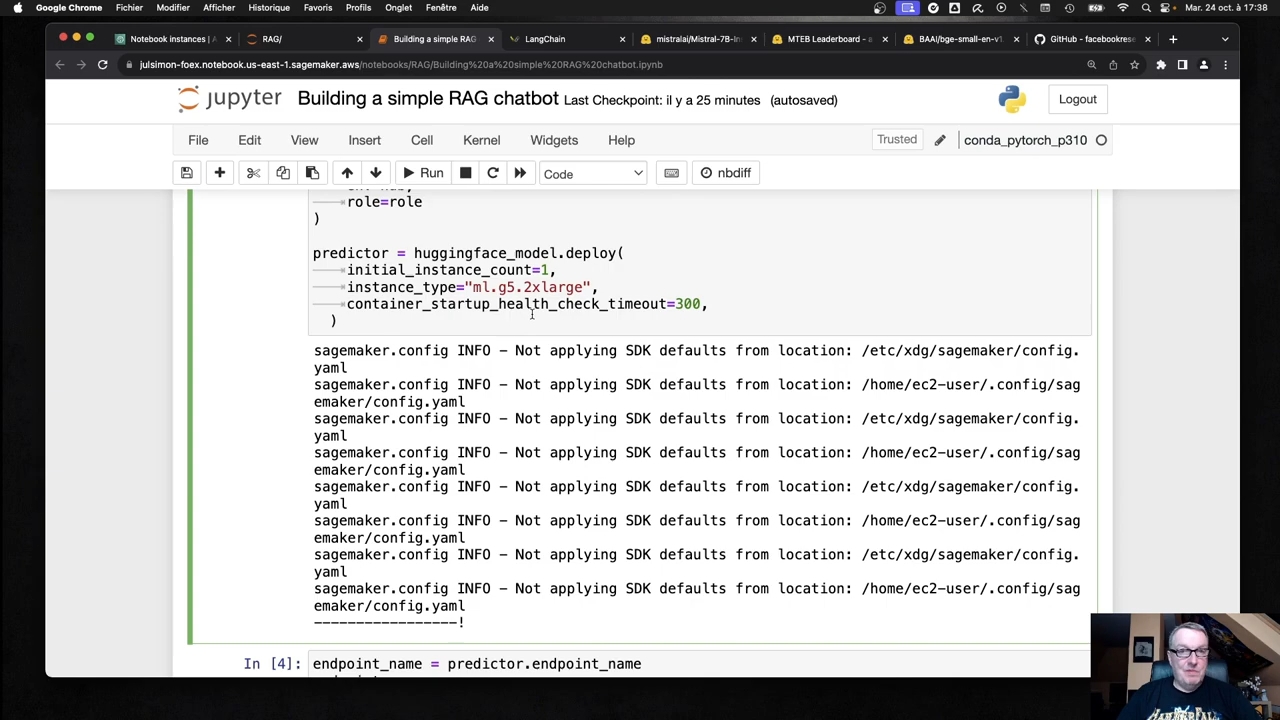 Google Chrome Fichier Modifier Afficher Historique Favoris Profils Onglet Fenêtre Aide Mar. 24 oct. à 17:38
Notebook instances | A RAG/ Building a simple RAG LangChain mistralai/Mistral-7B-In MTEB Leaderboard - a BAAI/bge-small-en-v1. GitHub - facebookrese
julsimon-foex.notebook.us-east-1.sagemaker.aws/notebooks/RAG/Building%20a%20simple%20RAG%20chatbot.ipynb
jupyter Building a simple RAG chatbot Last Checkpoint: il y a 25 minutes (autosaved) Logout
File Edit View Insert Cell Kernel Widgets Help Trusted conda_pytorch_p310
Run Code nbdiff
role=role
)
predictor = huggingface_model.deploy(
initial_instance_count=1,
instance_type="ml.g5.2xlarge",
container_startup_health_check_timeout=300,
)
sagemaker.config INFO - Not applying SDK defaults from location: /etc/xdg/sagemaker/config.
yaml
sagemaker.config INFO - Not applying SDK defaults from location: /home/ec2-user/.config/sag
emaker/config.yaml
sagemaker.config INFO - Not applying SDK defaults from location: /etc/xdg/sagemaker/config.
yaml
sagemaker.config INFO - Not applying SDK defaults from location: /home/ec2-user/.config/sag
emaker/config.yaml
sagemaker.config INFO - Not applying SDK defaults from location: /etc/xdg/sagemaker/config.
yaml
sagemaker.config INFO - Not applying SDK defaults from location: /home/ec2-user/.config/sag
emaker/config.yaml
sagemaker.config INFO - Not applying SDK defaults from location: /etc/xdg/sagemaker/config.
yaml
sagemaker.config INFO - Not applying SDK defaults from location: /home/ec2-user/.config/sag
emaker/config.yaml
-----------------!
In [4]: endpoint_name = predictor.endpoint_name